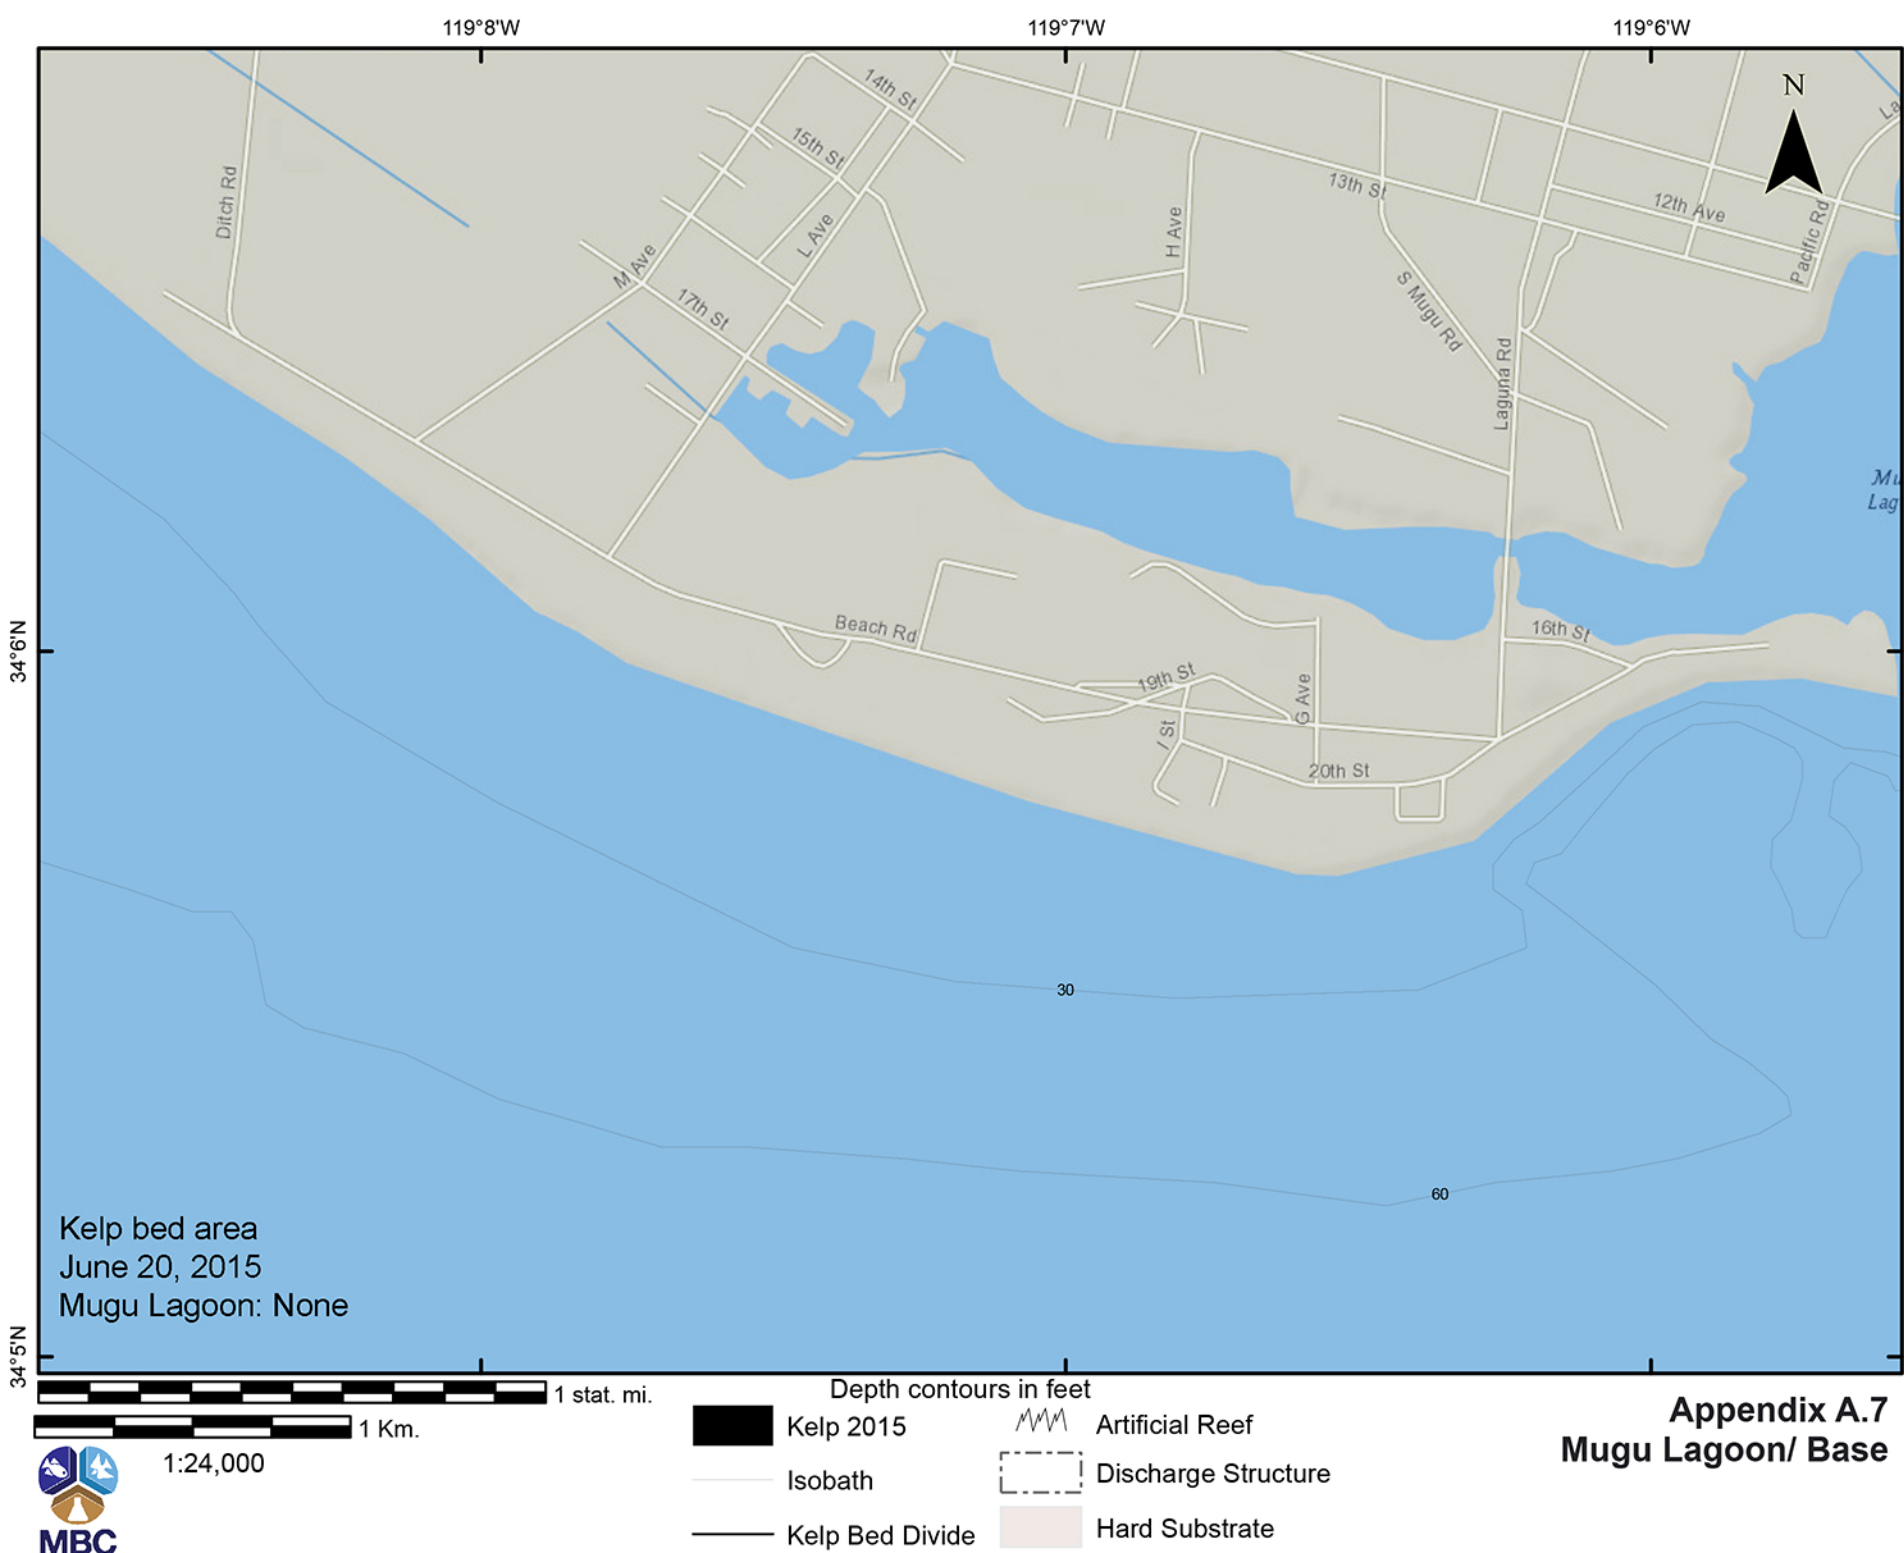 119°8'W
119°7'W
119°6'W
N
14th St
15th St
13th St
12th Ave
Ditch Rd
H Ave
L Ave
Pacific Rd
M Ave
17th St
S Mugu Rd
Laguna Rd
34°6'N
Beach Rd
16th St
19th St
G Ave
I St
20th St
30
60
Kelp bed area
June 20, 2015
Mugu Lagoon: None
34°5'N
1 stat. mi.
1 Km.
1:24,000
MBC
Depth contours in feet
Kelp 2015
Isobath
Kelp Bed Divide
Artificial Reef
Discharge Structure
Hard Substrate
Appendix A.7
Mugu Lagoon/ Base